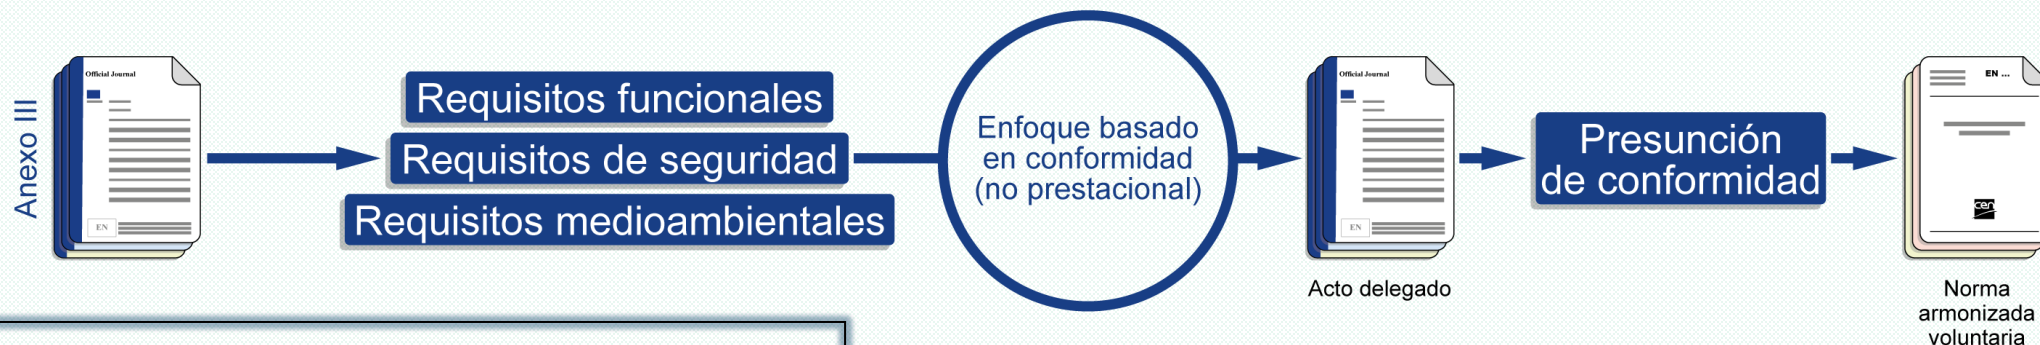 Anexo III
Official Journal
EN
Requisitos funcionales
Requisitos de seguridad
Requisitos medioambientales
Enfoque basado
en conformidad
(no prestacional)
Official Journal
EN
Acto delegado
Presunción
de conformidad
EN ...
cen
Norma
armonizada
voluntaria